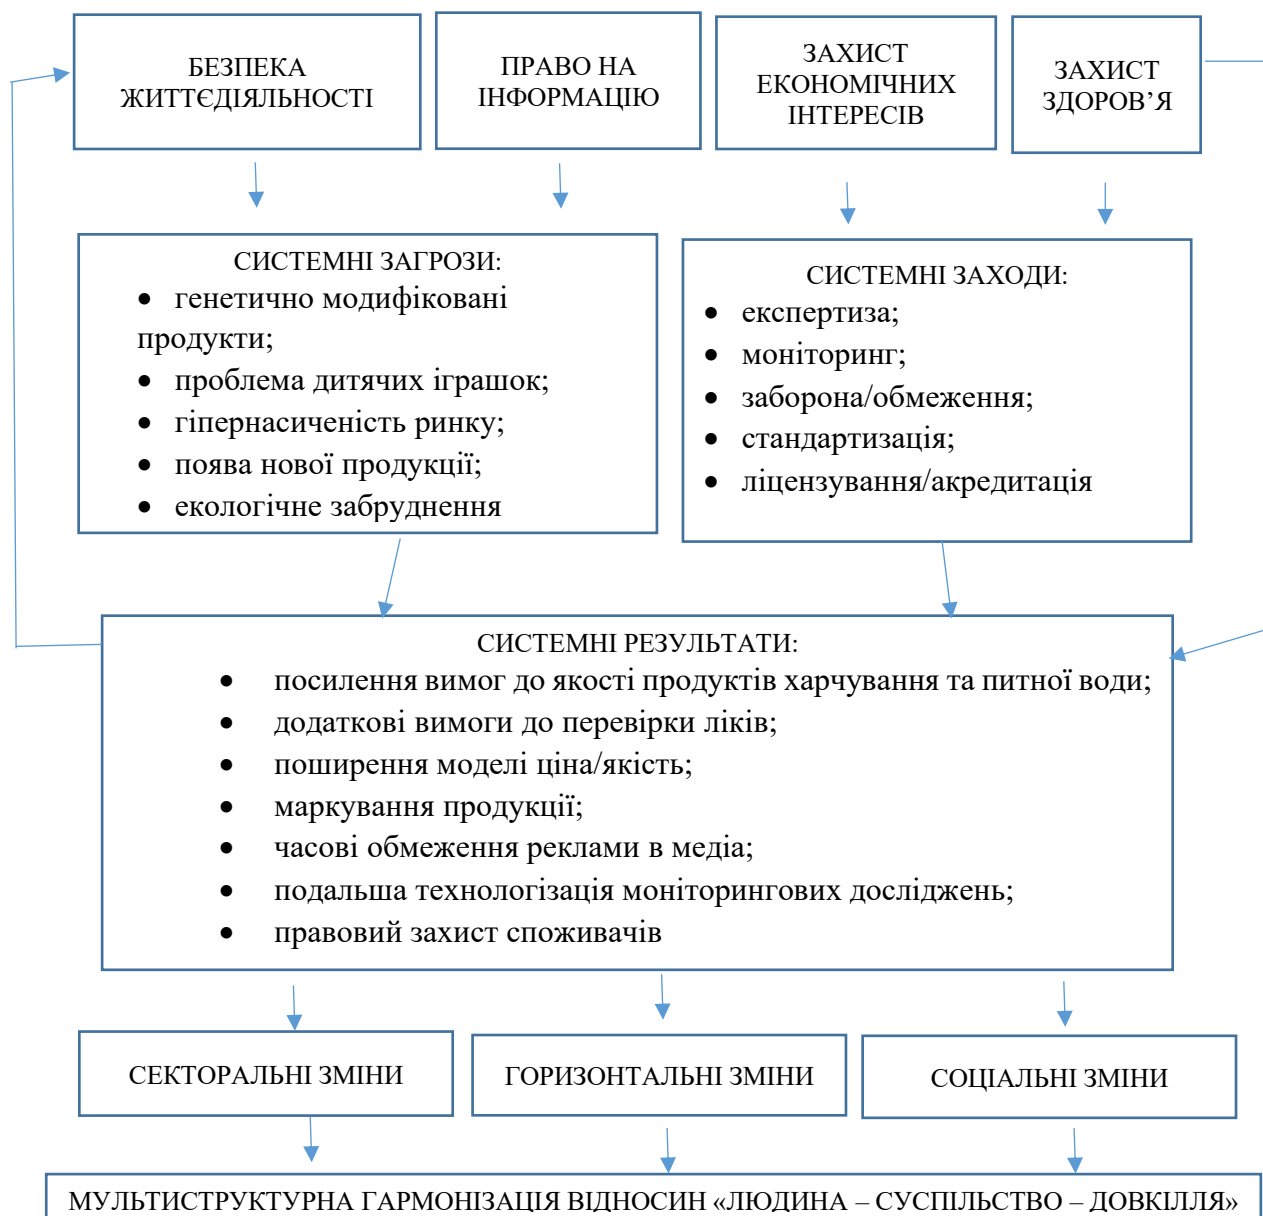 БЕЗПЕКА
ЖИТТЄДІЯЛЬНОСТІ
ПРАВО НА
ІНФОРМАЦІЮ
ЗАХИСТ
ЕКОНОМІЧНИХ
ІНТЕРЕСІВ
ЗАХИСТ
ЗДОРОВ’Я
СИСТЕМНІ ЗАГРОЗИ:
• генетично модифіковані
продукти;
• проблема дитячих іграшок;
• гіпернасиченість ринку;
• поява нової продукції;
• екологічне забруднення
СИСТЕМНІ ЗАХОДИ:
• експертиза;
• моніторинг;
• заборона/обмеження;
• стандартизація;
• ліцензування/акредитація
СИСТЕМНІ РЕЗУЛЬТАТИ:
• посилення вимог до якості продуктів харчування та питної води;
• додаткові вимоги до перевірки ліків;
• поширення моделі ціна/якість;
• маркування продукції;
• часові обмеження реклами в медіа;
• подальша технологізація моніторингових досліджень;
• правовий захист споживачів
СЕКТОРАЛЬНІ ЗМІНИ
ГОРИЗОНТАЛЬНІ ЗМІНИ
СОЦІАЛЬНІ ЗМІНИ
МУЛЬТИСТРУКТУРНА ГАРМОНІЗАЦІЯ ВІДНОСИН «ЛЮДИНА – СУСПІЛЬСТВО – ДОВКІЛЛЯ»